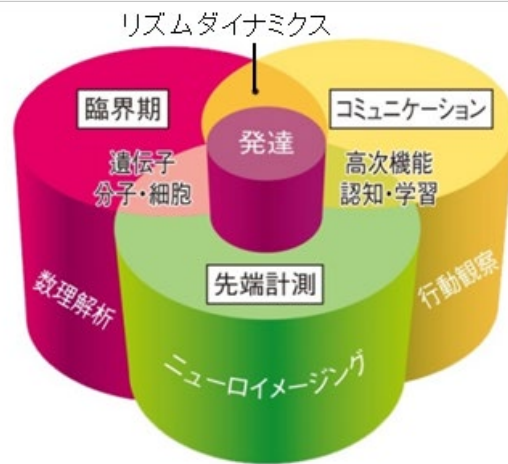 リズムダイナミクス
臨界期
コミュニケーション
発達
遺伝子
分子・細胞
高次機能
認知・学習
先端計測
数理解析
行動観察
ニューロイメージング